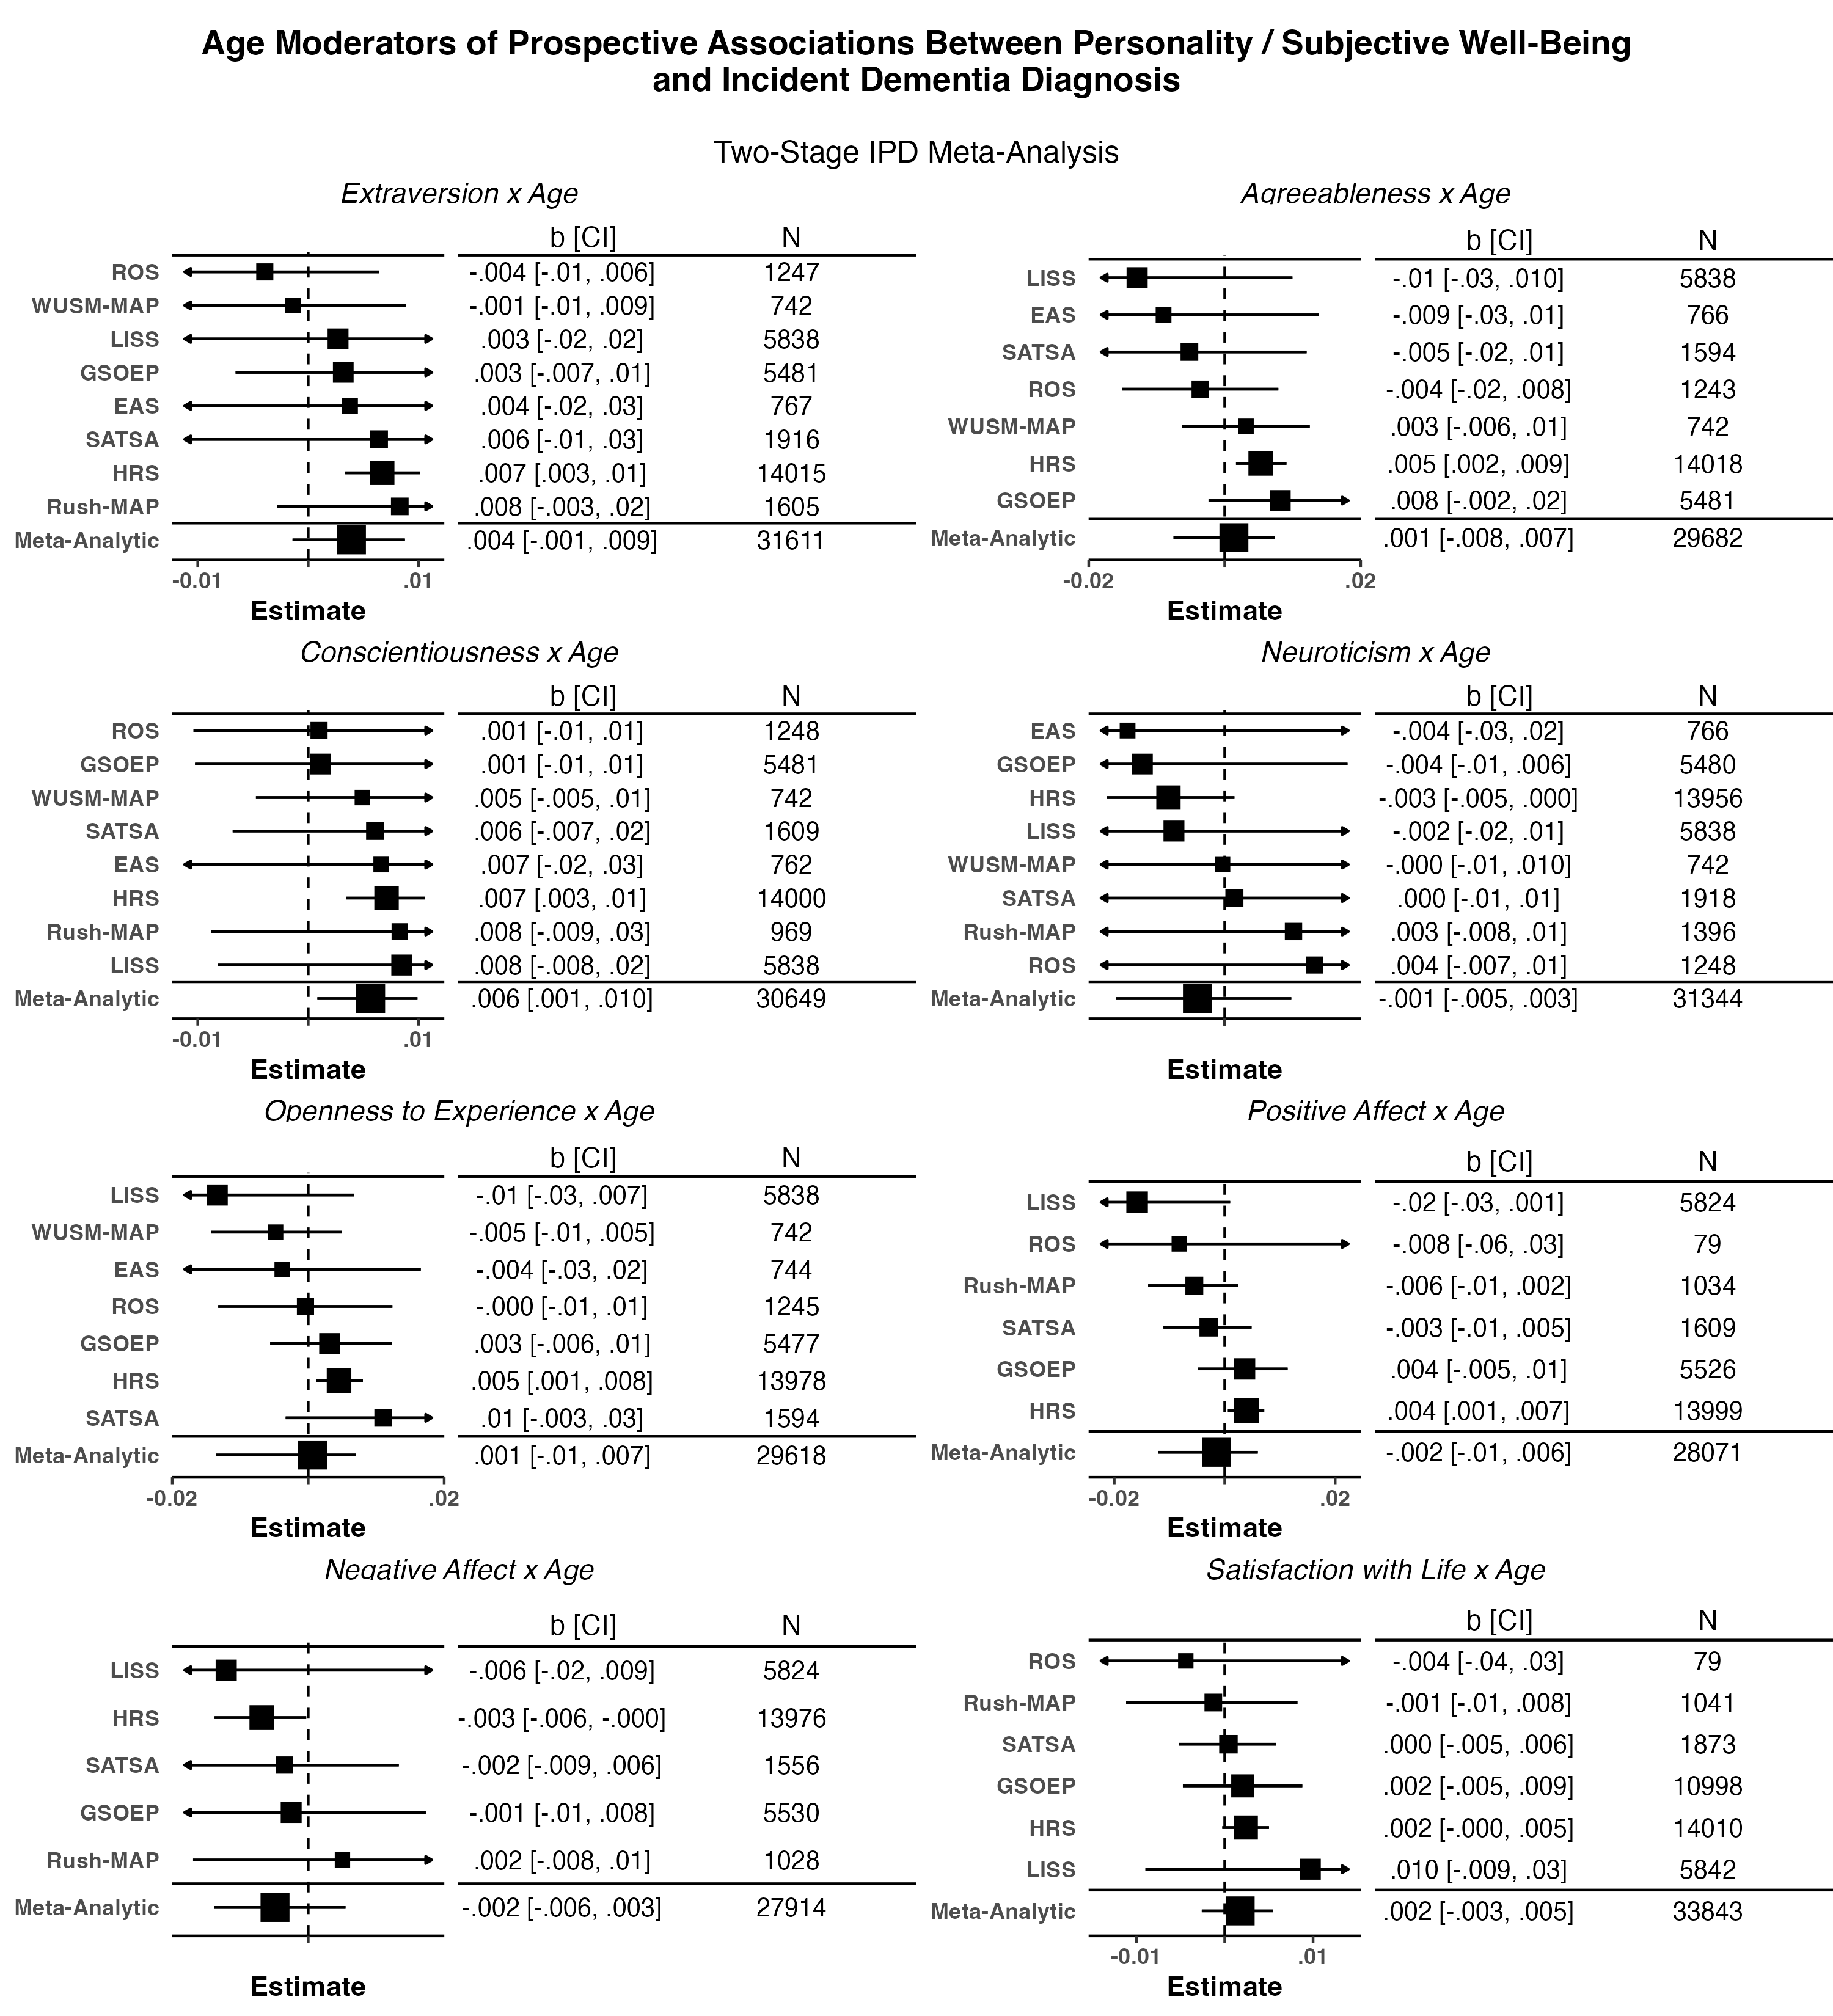 Age Moderators of Prospective Associations Between Personality / Subjective Well-Being
and Incident Dementia Diagnosis
Two-Stage IPD Meta-Analysis
Extraversion x Age
b [CI] N
ROS -.004 [-.01, .006] 1247
WUSM-MAP -.001 [-.01, .009] 742
LISS .003 [-.02, .02] 5838
GSOEP .003 [-.007, .01] 5481
EAS .004 [-.02, .03] 767
SATSA .006 [-.01, .03] 1916
HRS .007 [.003, .01] 14015
Rush-MAP .008 [-.003, .02] 1605
Meta-Analytic .004 [-.001, .009] 31611
-0.01 .01
Estimate
Agreeableness x Age
b [CI] N
LISS -.01 [-.03, .010] 5838
EAS -.009 [-.03, .01] 766
SATSA -.005 [-.02, .01] 1594
ROS -.004 [-.02, .008] 1243
WUSM-MAP .003 [-.006, .01] 742
HRS .005 [.002, .009] 14018
GSOEP .008 [-.002, .02] 5481
Meta-Analytic .001 [-.008, .007] 29682
-0.02 .02
Estimate
Conscientiousness x Age
b [CI] N
ROS .001 [-.01, .01] 1248
GSOEP .001 [-.01, .01] 5481
WUSM-MAP .005 [-.005, .01] 742
SATSA .006 [-.007, .02] 1609
EAS .007 [-.02, .03] 762
HRS .007 [.003, .01] 14000
Rush-MAP .008 [-.009, .03] 969
LISS .008 [-.008, .02] 5838
Meta-Analytic .006 [.001, .010] 30649
-0.01 .01
Estimate
Neuroticism x Age
b [CI] N
EAS -.004 [-.03, .02] 766
GSOEP -.004 [-.01, .006] 5480
HRS -.003 [-.005, .000] 13956
LISS -.002 [-.02, .01] 5838
WUSM-MAP -.000 [-.01, .010] 742
SATSA .000 [-.01, .01] 1918
Rush-MAP .003 [-.008, .01] 1396
ROS .004 [-.007, .01] 1248
Meta-Analytic -.001 [-.005, .003] 31344
Estimate
Openness to Experience x Age
b [CI] N
LISS -.01 [-.03, .007] 5838
WUSM-MAP -.005 [-.01, .005] 742
EAS -.004 [-.03, .02] 744
ROS -.000 [-.01, .01] 1245
GSOEP .003 [-.006, .01] 5477
HRS .005 [.001, .008] 13978
SATSA .01 [-.003, .03] 1594
Meta-Analytic .001 [-.01, .007] 29618
-0.02 .02
Estimate
Positive Affect x Age
b [CI] N
LISS -.02 [-.03, .001] 5824
ROS -.008 [-.06, .03] 79
Rush-MAP -.006 [-.01, .002] 1034
SATSA -.003 [-.01, .005] 1609
GSOEP .004 [-.005, .01] 5526
HRS .004 [.001, .007] 13999
Meta-Analytic -.002 [-.01, .006] 28071
-0.02 .02
Estimate
Negative Affect x Age
b [CI] N
LISS -.006 [-.02, .009] 5824
HRS -.003 [-.006, -.000] 13976
SATSA -.002 [-.009, .006] 1556
GSOEP -.001 [-.01, .008] 5530
Rush-MAP .002 [-.008, .01] 1028
Meta-Analytic -.002 [-.006, .003] 27914
Estimate
Satisfaction with Life x Age
b [CI] N
ROS -.004 [-.04, .03] 79
Rush-MAP -.001 [-.01, .008] 1041
SATSA .000 [-.005, .006] 1873
GSOEP .002 [-.005, .009] 10998
HRS .002 [-.000, .005] 14010
LISS .010 [-.009, .03] 5842
Meta-Analytic .002 [-.003, .005] 33843
-0.01 .01
Estimate